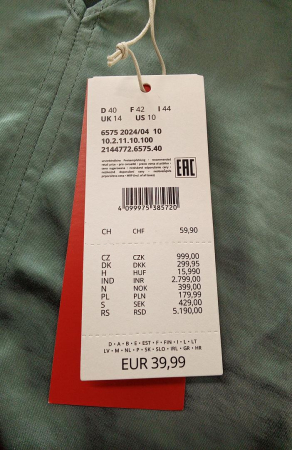 D 40 F 42 I 44
UK 14 US 10
6575 2024/04 10
10.2.11.10.100
2144772.6575.40
EAC
4 099975 385720
CH CHF 59,90
CZ CZK 999,00
DK DKK 299,95
H HUF 15,990
IND INR 2.799,00
N NOK 399,00
PL PLN 179,99
S SEK 429,00
RS RSD 5.190,00
D • A • B • E • EST • F • FIN • I • L • LT
LV • M • NL • P • SK • SLO • IRL • GR • HR
EUR 39,99